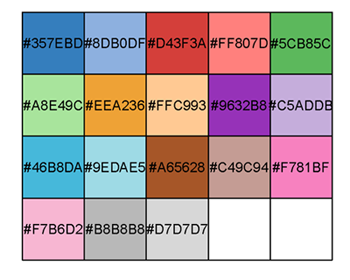 #357EBD #8DB0DF #D43F3A #FF807D #5CB85C
#A8E49C #EEA236 #FFC993 #9632B8 #C5ADDB
#46B8DA #9EDAE5 #A65628 #C49C94 #F781BF
#F7B6D2 #B8B8B8 #D7D7D7